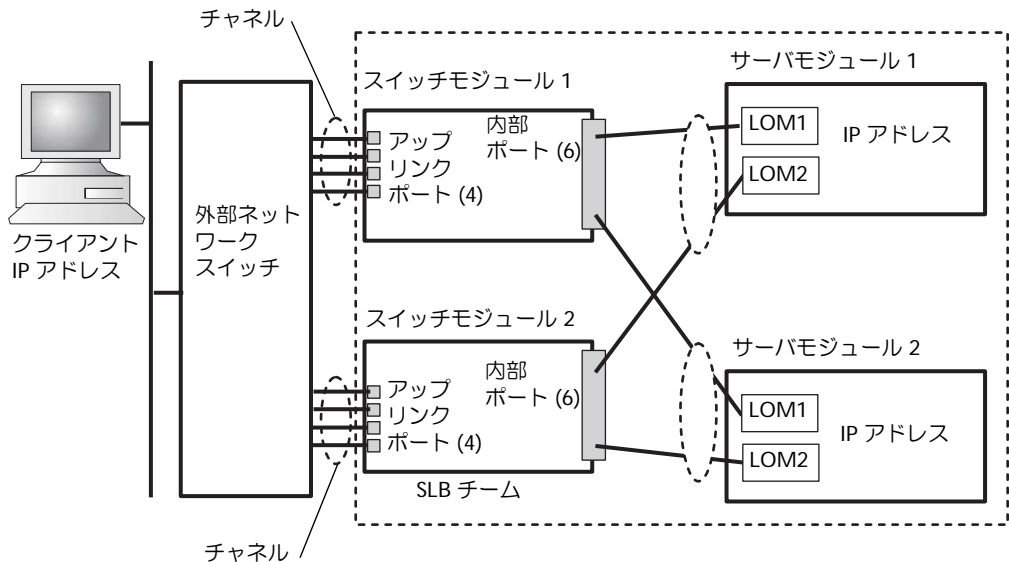 チャネル
クライアント
IP アドレス
外部ネット
ワーク
スイッチ
スイッチモジュール 1
アップ
リンク
ポート (4)
内部
ポート (6)
サーバモジュール 1
LOM1
LOM2
IP アドレス
スイッチモジュール 2
アップ
リンク
ポート (4)
内部
ポート (6)
SLB チーム
サーバモジュール 2
LOM1
LOM2
IP アドレス
チャネル